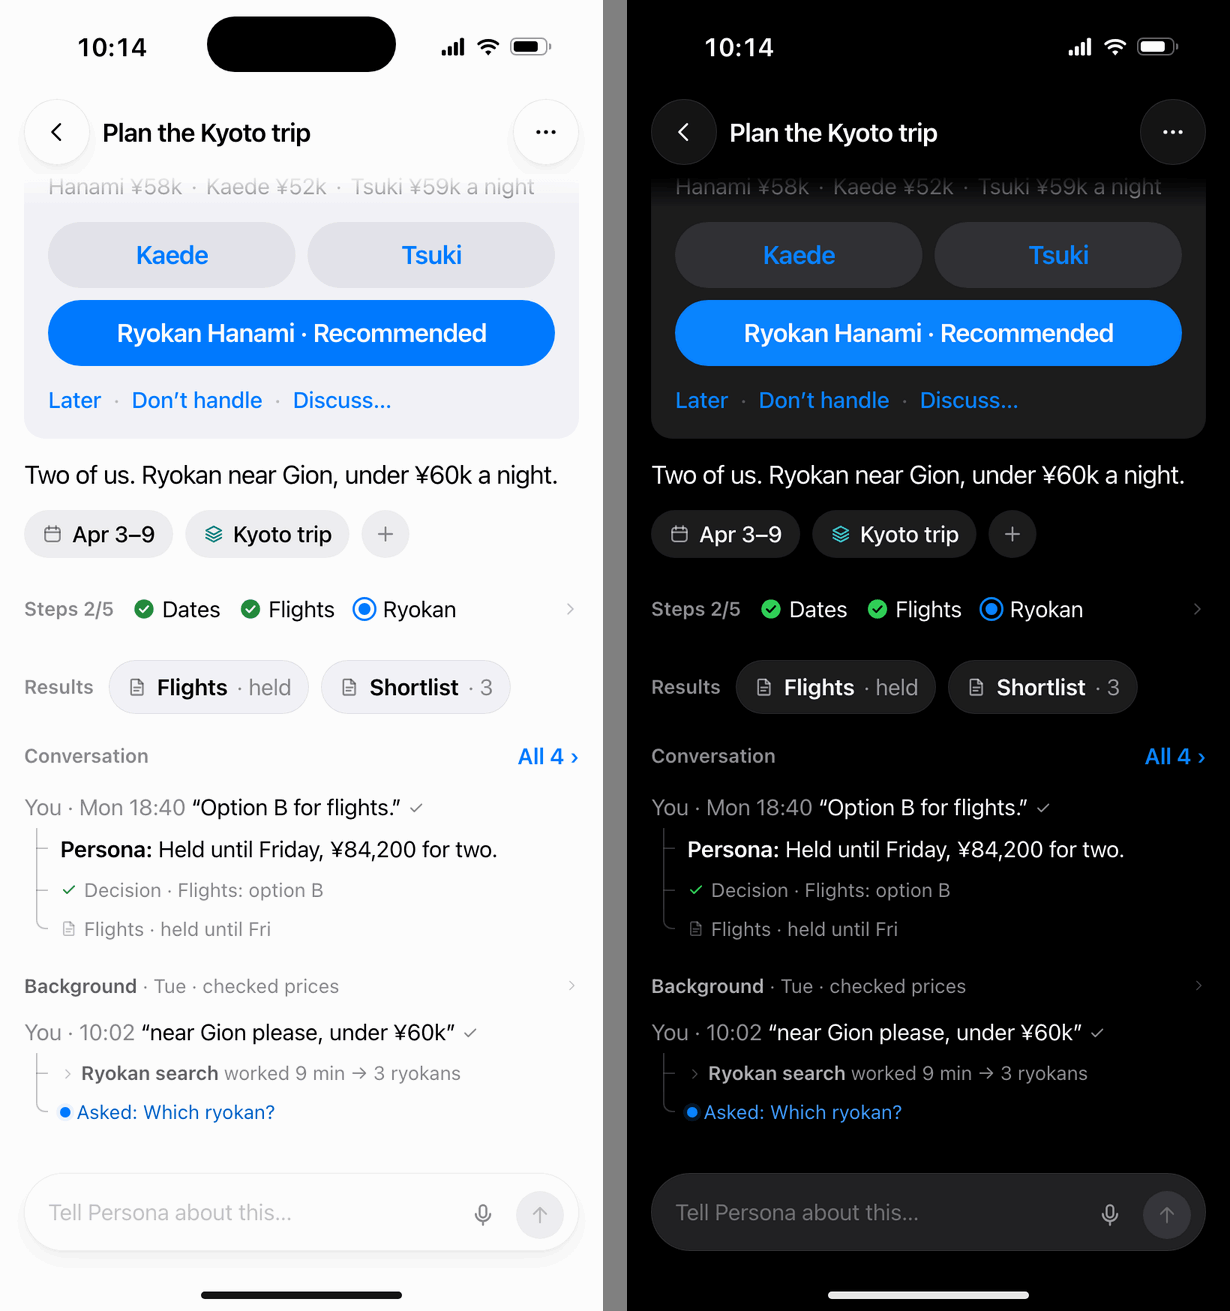 10:14
Plan the Kyoto trip
Hanami ¥58k · Kaede ¥52k · Tsuki ¥59k a night
Kaede
Tsuki
Ryokan Hanami · Recommended
Later · Don’t handle · Discuss...
Two of us. Ryokan near Gion, under ¥60k a night.
Apr 3–9
Kyoto trip
Steps 2/5 Dates Flights Ryokan
Results Flights · held Shortlist · 3
Conversation All 4 ›
You · Mon 18:40 “Option B for flights.” ✓
Persona: Held until Friday, ¥84,200 for two.
✓ Decision · Flights: option B
Flights · held until Fri
Background · Tue · checked prices
You · 10:02 “near Gion please, under ¥60k” ✓
Ryokan search worked 9 min → 3 ryokans
Asked: Which ryokan?
Tell Persona about this...
10:14
Plan the Kyoto trip
Hanami ¥58k · Kaede ¥52k · Tsuki ¥59k a night
Kaede
Tsuki
Ryokan Hanami · Recommended
Later · Don’t handle · Discuss...
Two of us. Ryokan near Gion, under ¥60k a night.
Apr 3–9
Kyoto trip
Steps 2/5 Dates Flights Ryokan
Results Flights · held Shortlist · 3
Conversation All 4 ›
You · Mon 18:40 “Option B for flights.” ✓
Persona: Held until Friday, ¥84,200 for two.
✓ Decision · Flights: option B
Flights · held until Fri
Background · Tue · checked prices
You · 10:02 “near Gion please, under ¥60k” ✓
Ryokan search worked 9 min → 3 ryokans
Asked: Which ryokan?
Tell Persona about this...